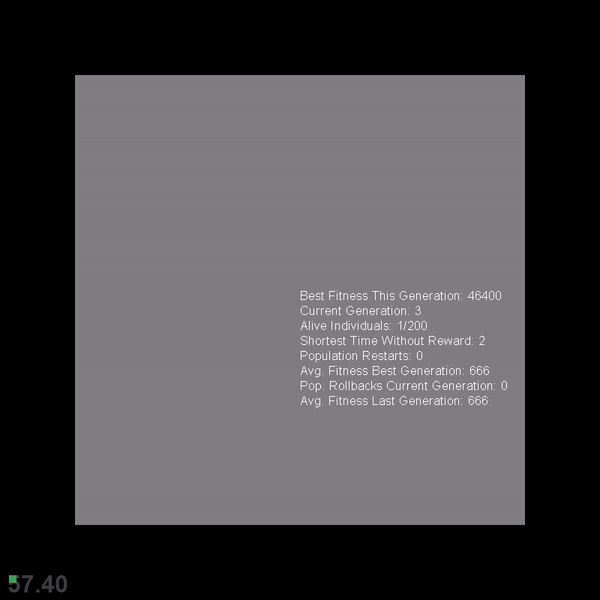 Best Fitness This Generation: 46400
Current Generation: 3
Alive Individuals: 1/200
Shortest Time Without Reward: 2
Population Restarts: 0
Avg. Fitness Best Generation: 666
Pop. Rollbacks Current Generation: 0
Avg. Fitness Last Generation: 666
57.40